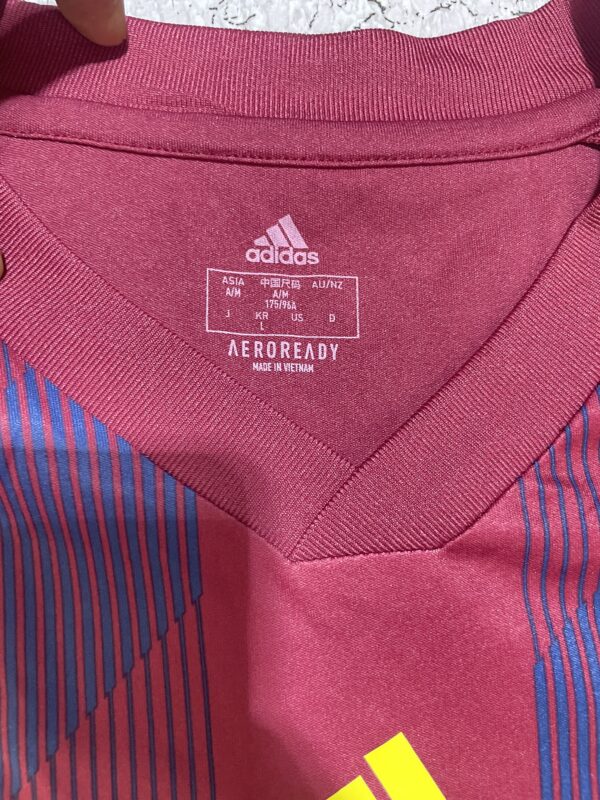 adidas
ASIA 中国尺码 AU/NZ
A/M A/M
175/96A
J KR US D
L
AEROREADY
MADE IN VIETNAM